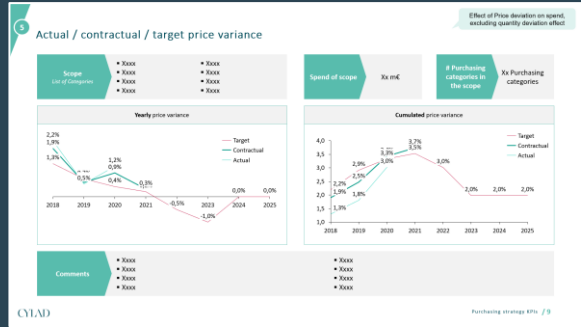 5
Effect of Price deviation on spend,
excluding quantity deviation effect
Actual / contractual / target price variance
Scope
List of Categories
▪ Xxxx
▪ Xxxx
▪ Xxxx
▪ Xxxx
▪ Xxxx
▪ Xxxx
▪ Xxxx
▪ Xxxx
Spend of scope
Xx m€
# Purchasing
categories in
the scope
Xx Purchasing
categories
Yearly price variance
2,2%
1,9%
1,3%
0,5%
1,2%
0,9%
0,4%
0,3%
-0,5%
-1,0%
0,0%
0,0%
Target
Contractual
Actual
2018 2019 2020 2021 2022 2023 2024 2025
Cumulated price variance
4,0
3,5
3,0
2,5
2,0
1,5
1,0
2,2%
1,9%
1,3%
2,9%
2,5%
1,8%
3,3%
3,0%
3,7%
3,5%
3,0%
2,0%
2,0%
2,0%
Target
Contractual
Actual
2018 2019 2020 2021 2022 2023 2024 2025
Comments
▪ Xxxx
▪ Xxxx
▪ Xxxx
▪ Xxxx
▪ Xxxx
▪ Xxxx
▪ Xxxx
▪ Xxxx
CYLAD
Purchasing strategy KPIs / 9